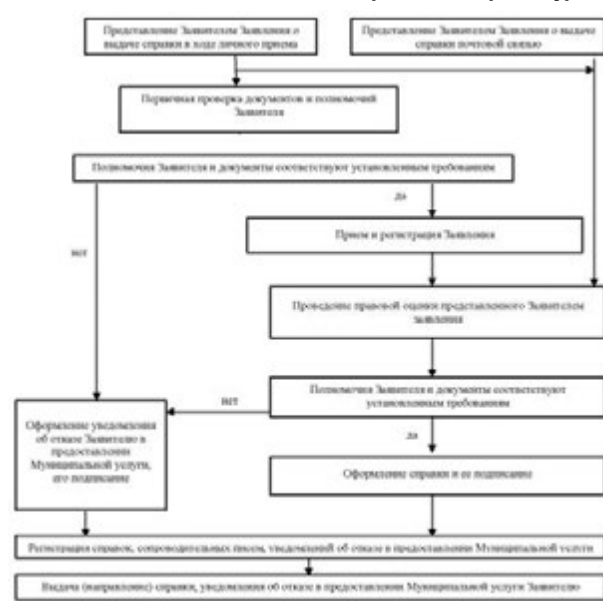 Представление Заявителем Заявления о
выдаче справки в ходе личного приема
Представление Заявителем Заявления о выдаче
справки почтовой связью
Первичная проверка документов и полномочий
Заявителя
Полномочия Заявителя и документы соответствуют установленным требованиям
да
нет
Прием и регистрация Заявления
Проведение правовой оценки представленного Заявителем
заявления
Полномочия Заявителя и документы соответствуют
установленным требованиям
нет
да
Оформление уведомления
об отказе Заявителю в
предоставлении
Муниципальной услуги,
его подписание
Оформление справки и ее подписание
Регистрация справок, сопроводительных писем, уведомлений об отказе в предоставлении Муниципальной услуги
Выдача (направление) справки, уведомления об отказе в предоставлении Муниципальной услуги Заявителю